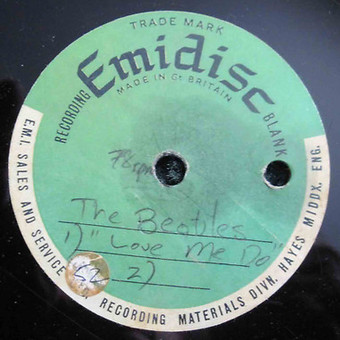 TRADE MARK
Emidisc
MADE IN Gt BRITAIN
RECORDING
BLANK
78rpm
The Beatles
1) "Love Me Do"
2)
52
E.M.I. SALES AND SERVICE
RECORDING MATERIALS DIVN. HAYES MIDDX. ENG.